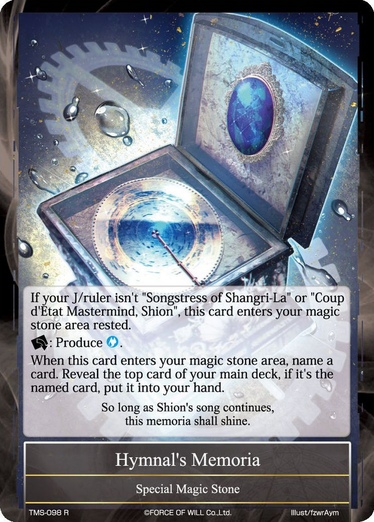 If your J/ruler isn't "Songstress of Shangri-La" or "Coup
d'État Mastermind, Shion", this card enters your magic
stone area rested.
: Produce .
When this card enters your magic stone area, name a
card. Reveal the top card of your main deck, if it's the
named card, put it into your hand.
So long as Shion's song continues,
this memoria shall shine.
Hymnal's Memoria
Special Magic Stone
TMS-098 R
©FORCE OF WILL Co.,Ltd.
Illust/fzwrAym